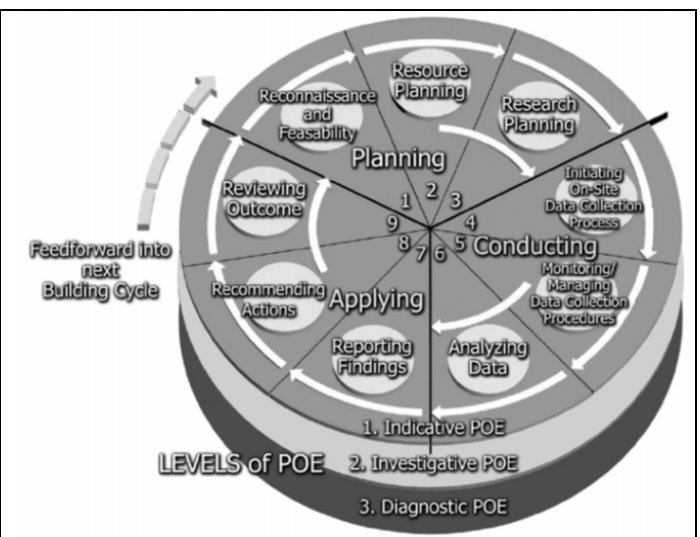 Resource
Planning
Reconnaissance
and
Feasability
Research
Planning
Planning
Initiating
On-Site
Data Collection
Process
Reviewing
Outcome
1
2
3
4
5
6
7
8
9
Conducting
Feedforward into
next
Building Cycle
Monitoring/
Managing
Data Collection
Procedures
Recommending
Actions
Applying
Reporting
Findings
Analyzing
Data
1. Indicative POE
LEVELS of POE
2. Investigative POE
3. Diagnostic POE